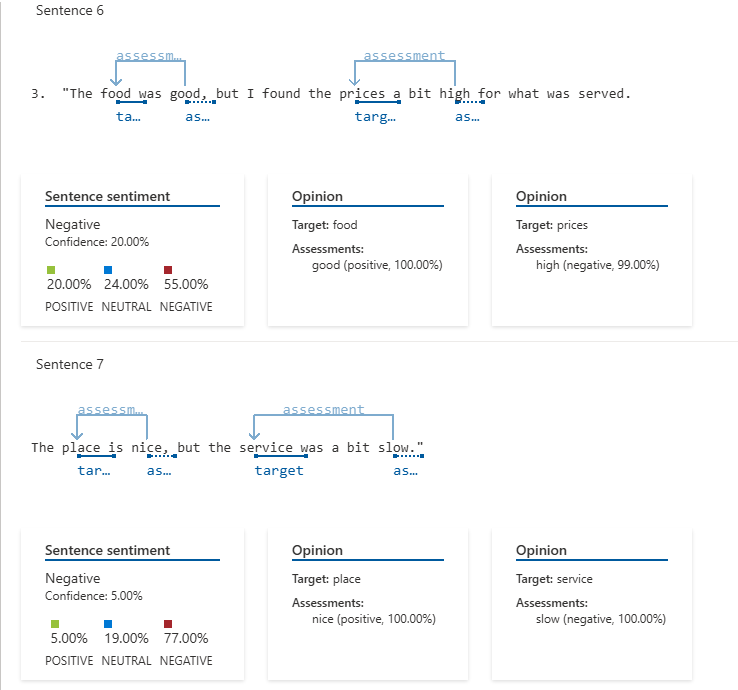 Sentence 6
assessm… assessment
3. "The food was good, but I found the prices a bit high for what was served.
ta… as… targ… as…
Sentence sentiment Opinion Opinion
Negative Target: food Target: prices
Confidence: 20.00% Assessments: Assessments:
good (positive, 100.00%) high (negative, 99.00%)
20.00% 24.00% 55.00%
POSITIVE NEUTRAL NEGATIVE
Sentence 7
assessm… assessment
The place is nice, but the service was a bit slow."
tar… as… target as…
Sentence sentiment Opinion Opinion
Negative Target: place Target: service
Confidence: 5.00% Assessments: Assessments:
nice (positive, 100.00%) slow (negative, 100.00%)
5.00% 19.00% 77.00%
POSITIVE NEUTRAL NEGATIVE